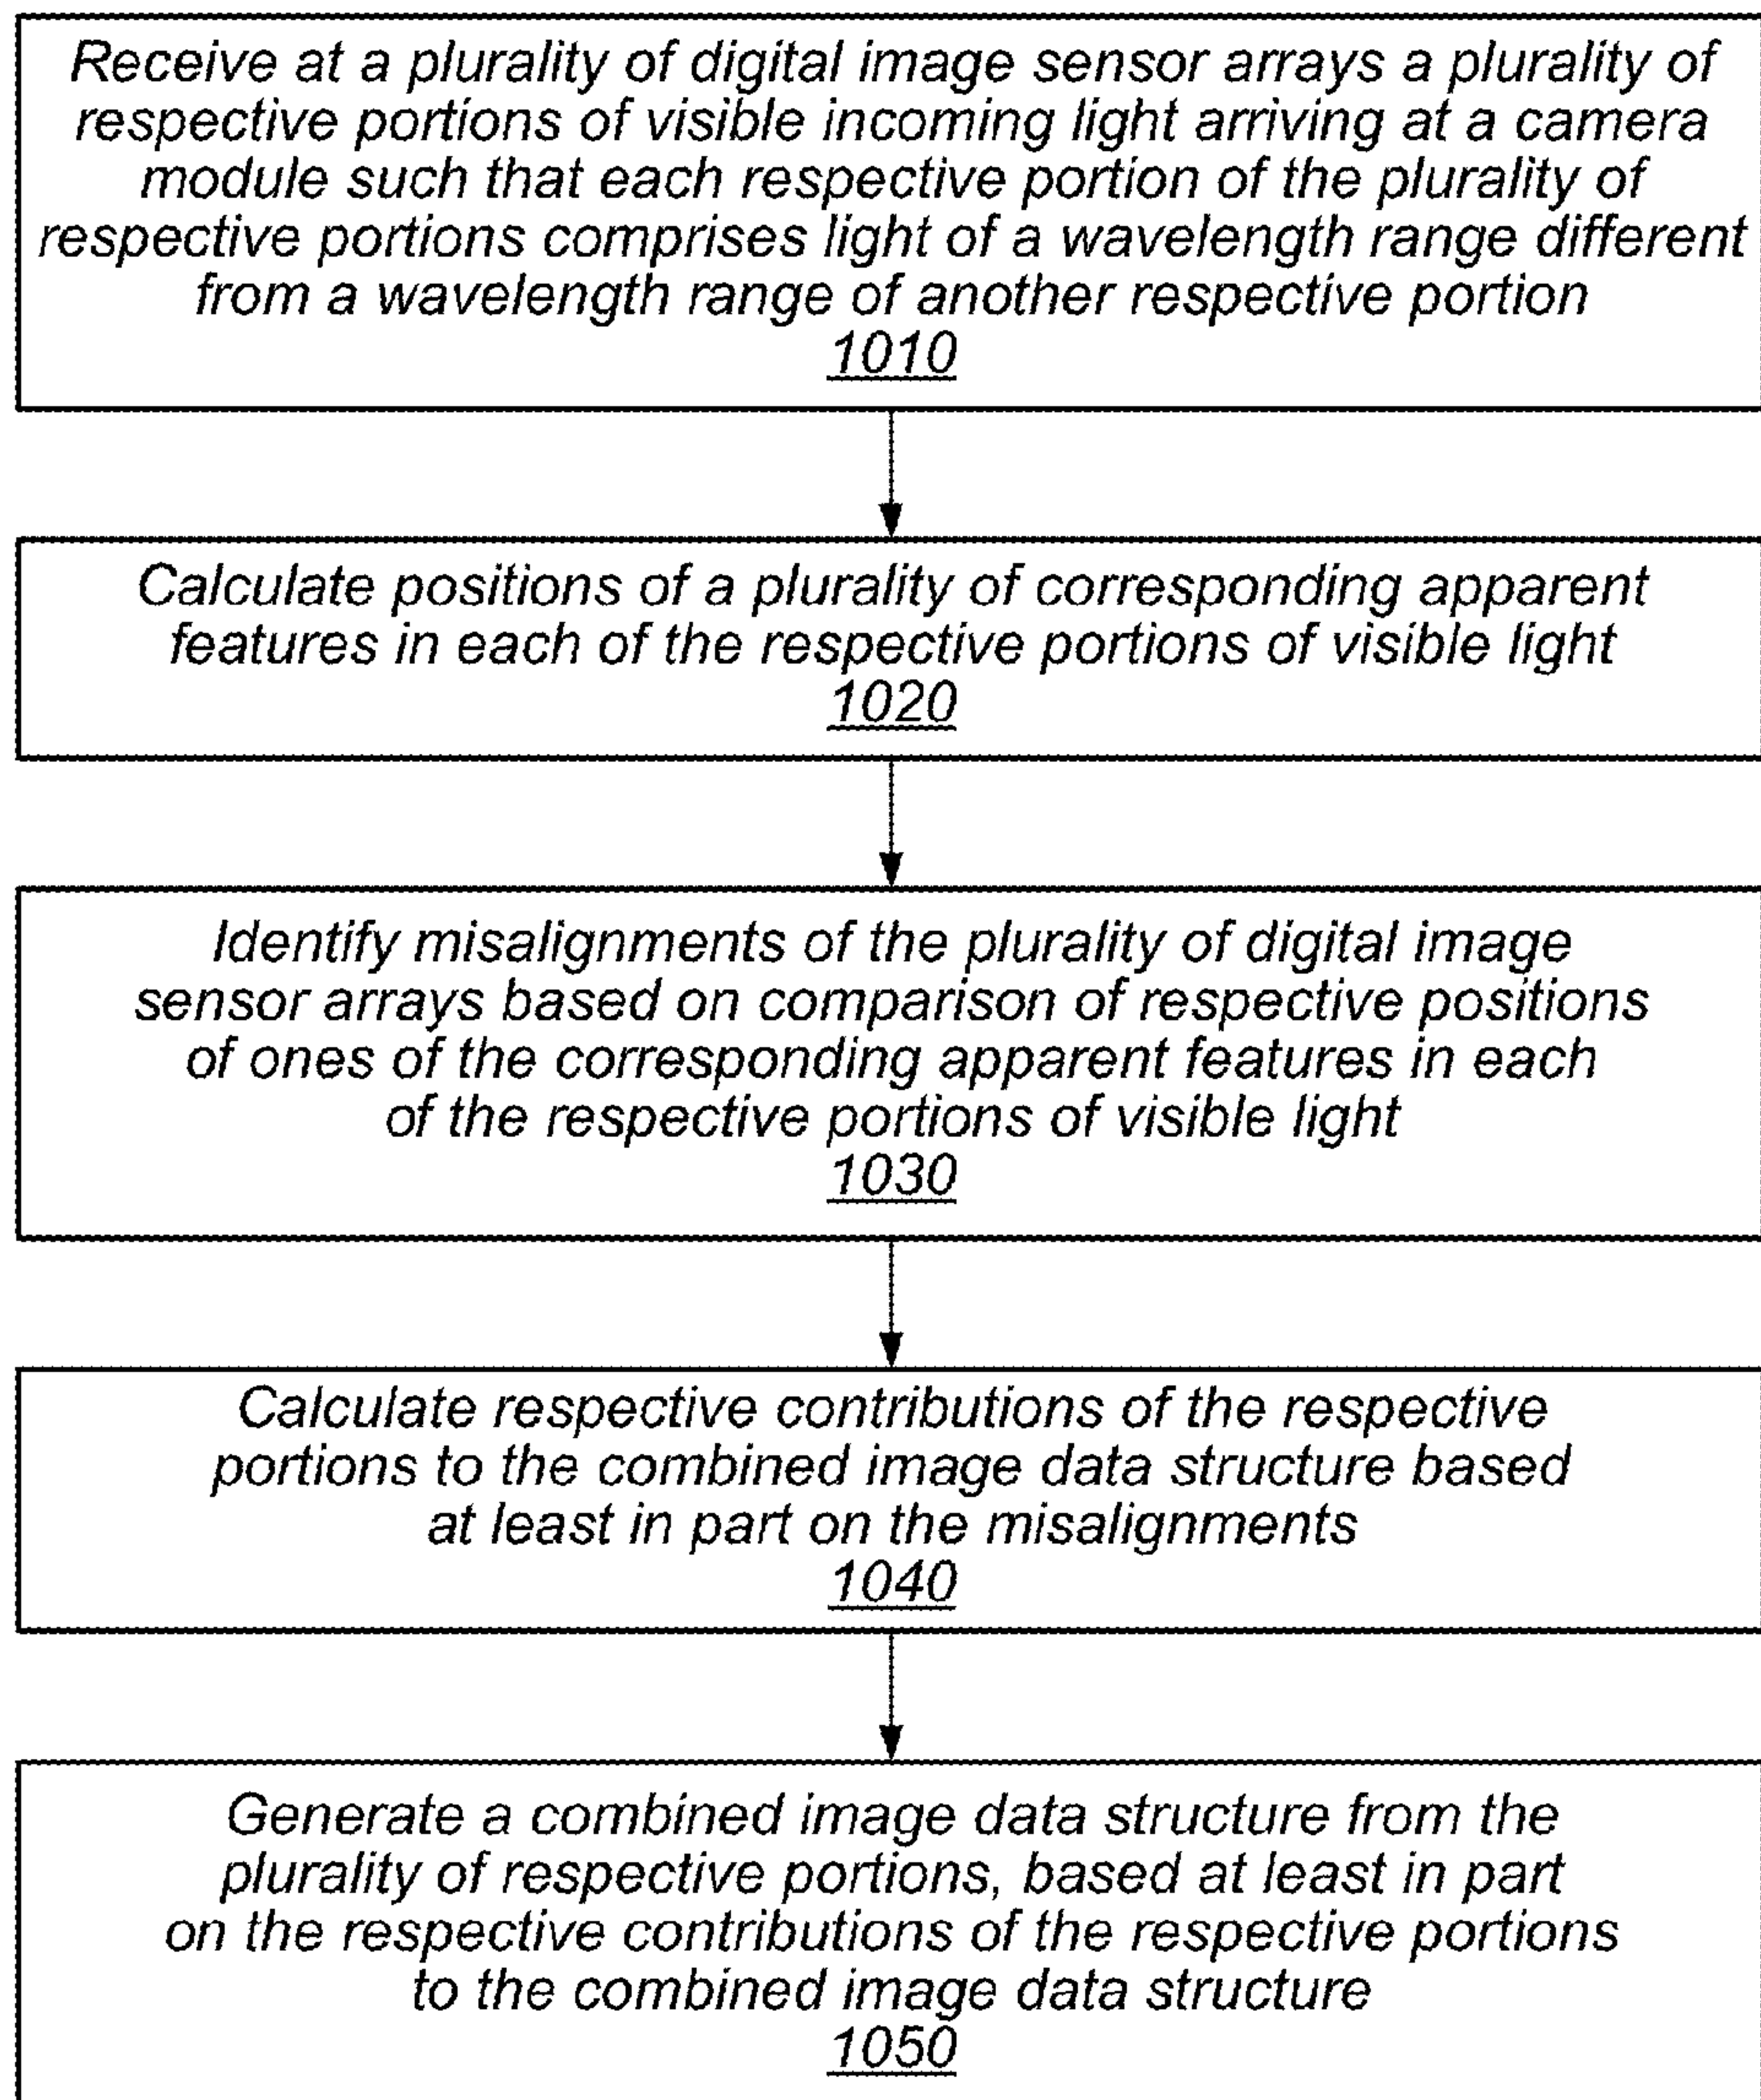 Receive at a plurality of digital image sensor arrays a plurality of
respective portions of visible incoming light arriving at a camera
module such that each respective portion of the plurality of
respective portions comprises light of a wavelength range different
from a wavelength range of another respective portion
1010
Calculate positions of a plurality of corresponding apparent
features in each of the respective portions of visible light
1020
Identify misalignments of the plurality of digital image
sensor arrays based on comparison of respective positions
of ones of the corresponding apparent features in each
of the respective portions of visible light
1030
Calculate respective contributions of the respective
portions to the combined image data structure based
at least in part on the misalignments
1040
Generate a combined image data structure from the
plurality of respective portions, based at least in part
on the respective contributions of the respective portions
to the combined image data structure
1050